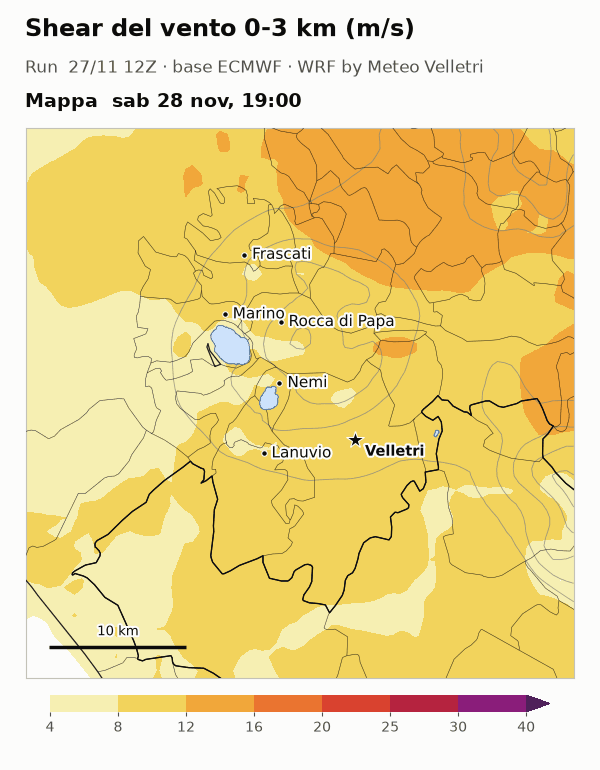 Shear del vento 0-3 km (m/s)
Run  27/11 12Z · base ECMWF · WRF by Meteo Velletri
Mappa  sab 28 nov, 19:00
Frascati
Marino
Rocca di Papa
Nemi
Velletri
Lanuvio
10 km
4 8 12 16 20 25 30 40